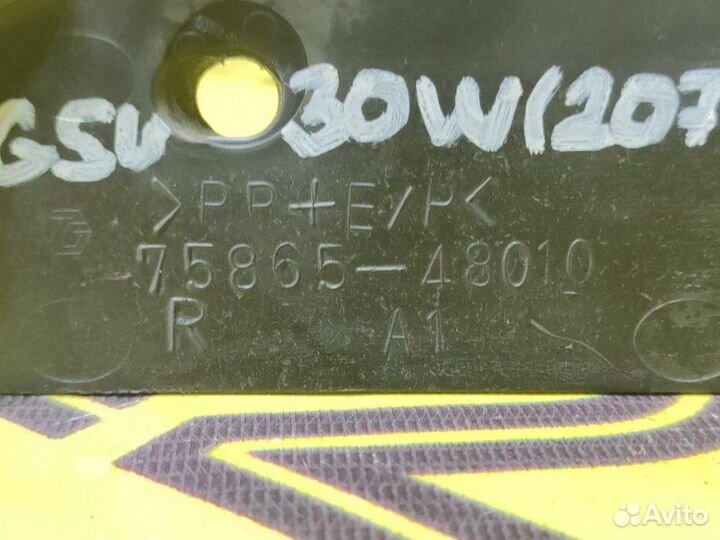 GSU 30W(207
>PP+E/P<
75865-48010
R A1
Avito